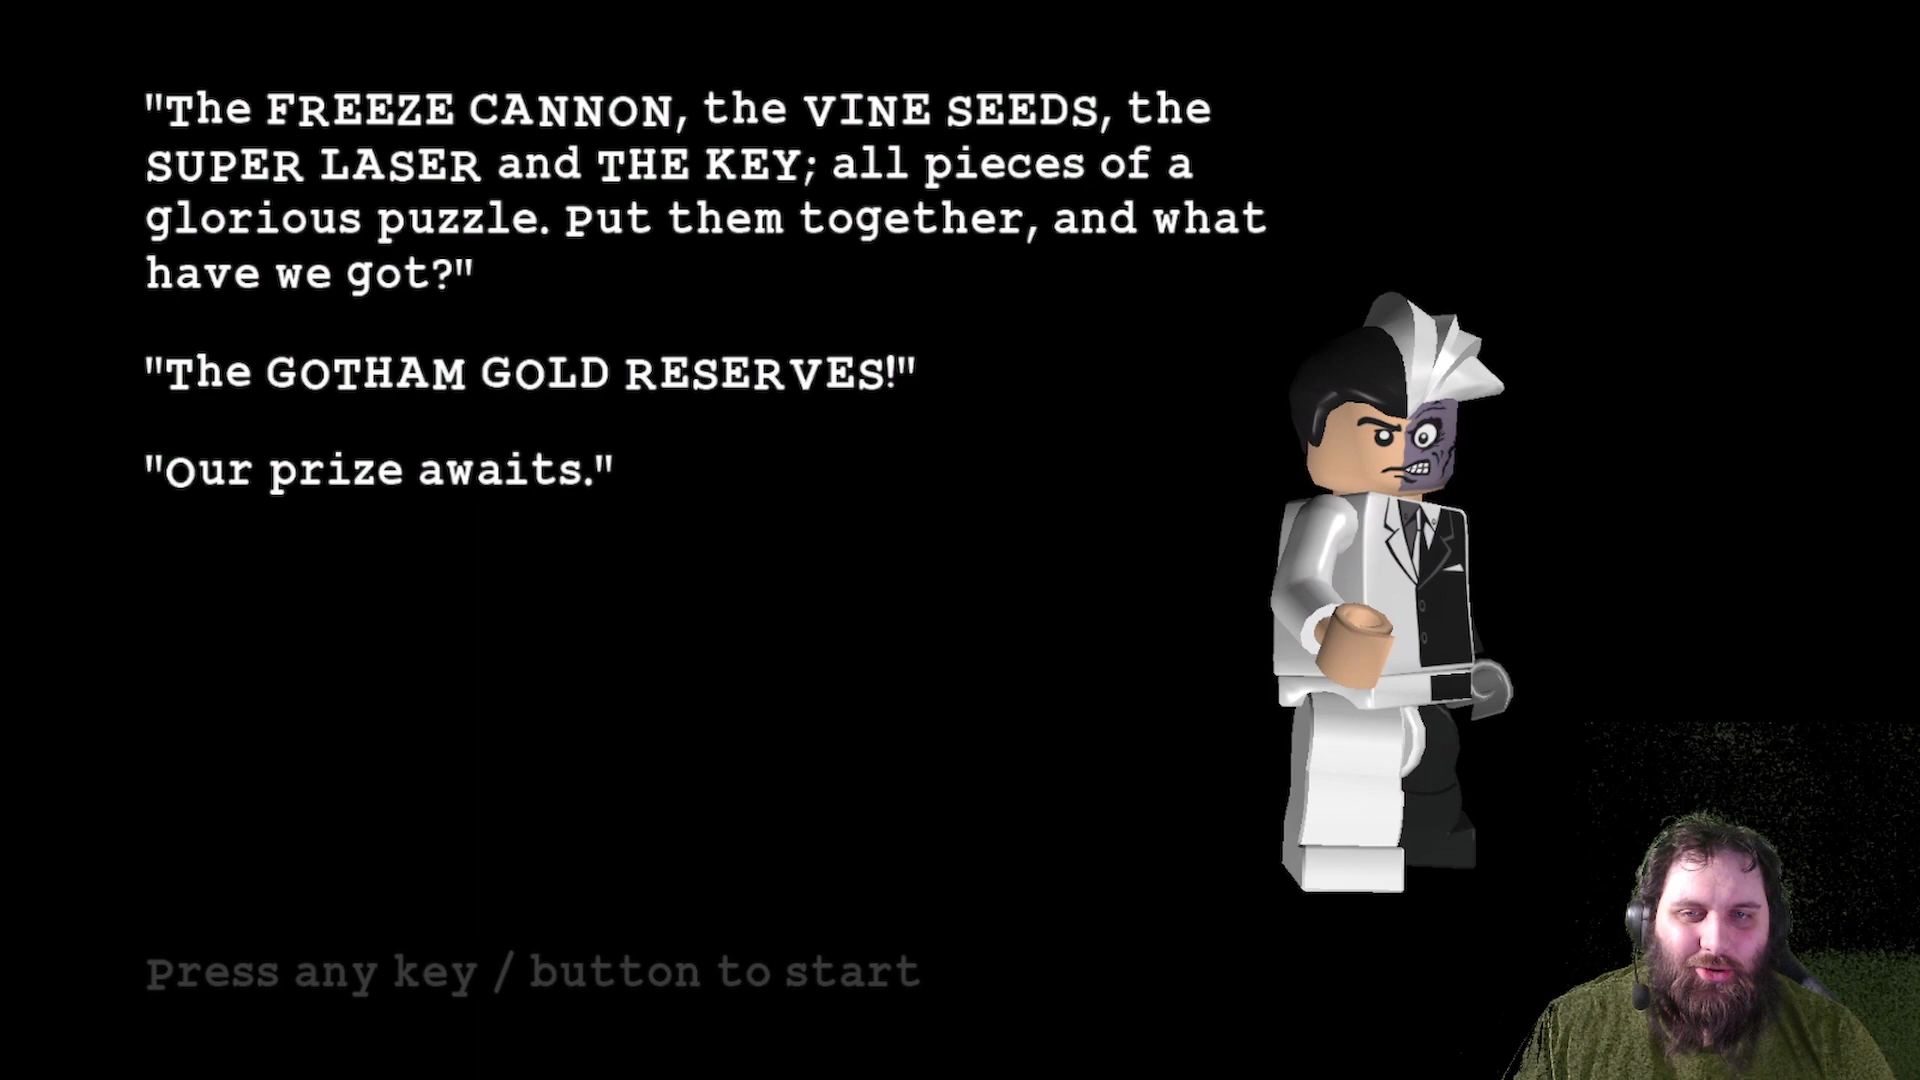 "The FREEZE CANNON, the VINE SEEDS, the
SUPER LASER and THE KEY; all pieces of a
glorious puzzle. Put them together, and what
have we got?"
"The GOTHAM GOLD RESERVES!"
"Our prize awaits."
Press any key / button to start